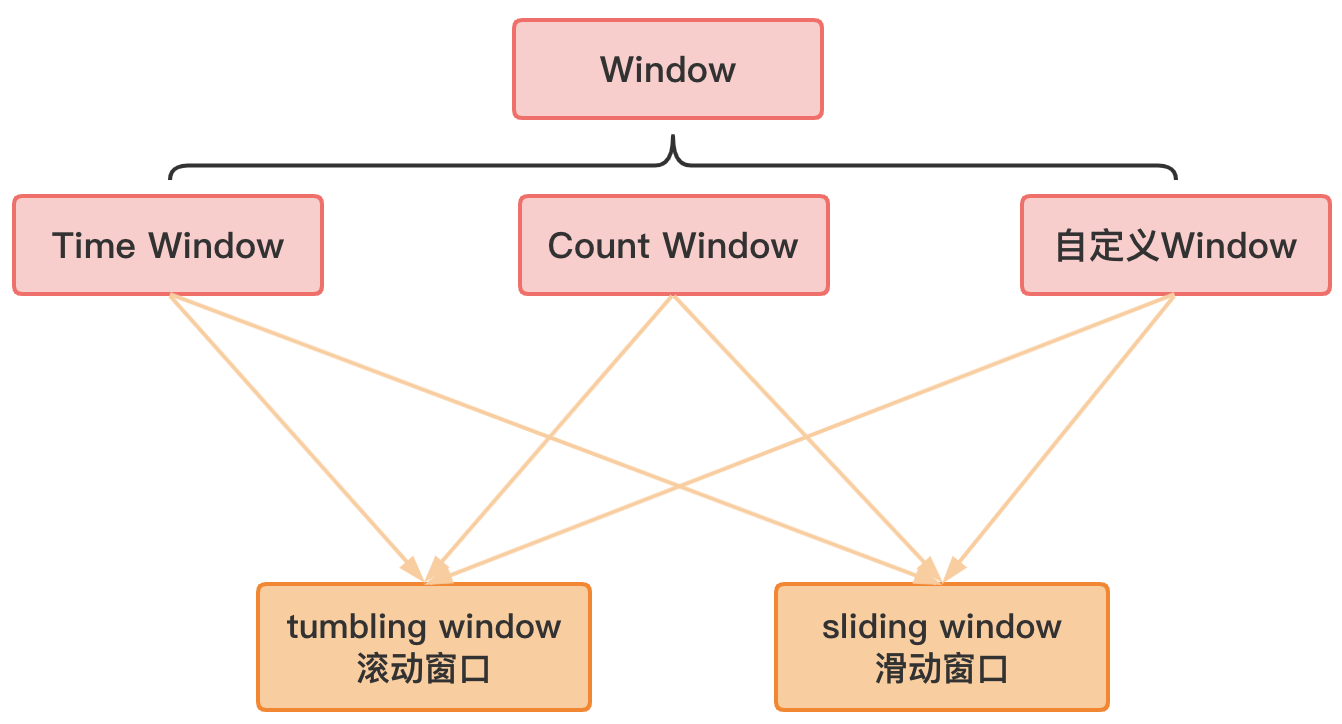 Window
Time Window
Count Window
自定义Window
tumbling window
滚动窗口
sliding window
滑动窗口